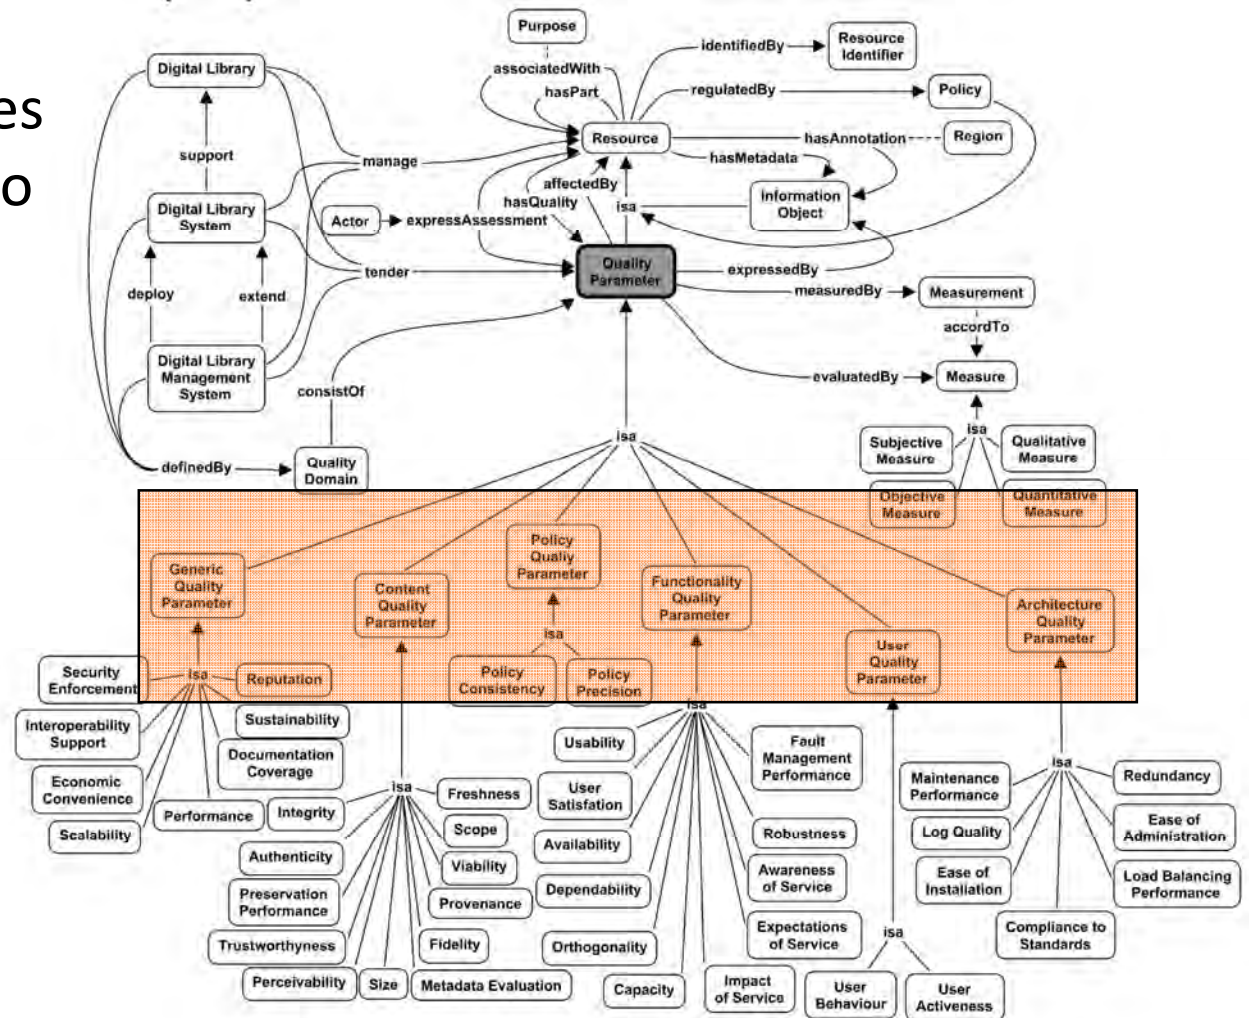 es
o
Purpose
associatedWith
hasPart
identifiedBy
Resource
Identifier
regulatedBy
Policy
Digital Library
support
manage
Resource
hasAnnotation
Region
hasMetadata
affectedBy
hasQuality
isa
Information
Object
Digital Library
System
Actor
expressAssessment
tender
Quality
Parameter
expressedBy
measuredBy
Measurement
accordTo
deploy
extend
Digital Library
Management
System
consistOf
evaluatedBy
Measure
isa
definedBy
Quality
Domain
isa
Subjective
Measure
Qualitative
Measure
Objective
Measure
Quantitative
Measure
Generic
Quality
Parameter
Content
Quality
Parameter
Policy
Qualiy
Parameter
Functionality
Quality
Parameter
User
Quality
Parameter
Architecture
Quality
Parameter
isa
Policy
Consistency
Policy
Precision
Security
Enforcement
isa
Reputation
Interoperability
Support
Sustainability
Documentation
Coverage
Economic
Convenience
Performance
Scalability
isa
Integrity
Freshness
Scope
Authenticity
Viability
Preservation
Performance
Provenance
Trustworthyness
Fidelity
Perceivability
Size
Metadata Evaluation
isa
Usability
Fault
Management
Performance
User
Satisfation
Availability
Robustness
Dependability
Awareness
of Service
Orthogonality
Expectations
of Service
Capacity
Impact
of Service
isa
User
Behaviour
User
Activeness
isa
Maintenance
Performance
Redundancy
Log Quality
Ease of
Administration
Ease of
Installation
Load Balancing
Performance
Compliance to
Standards